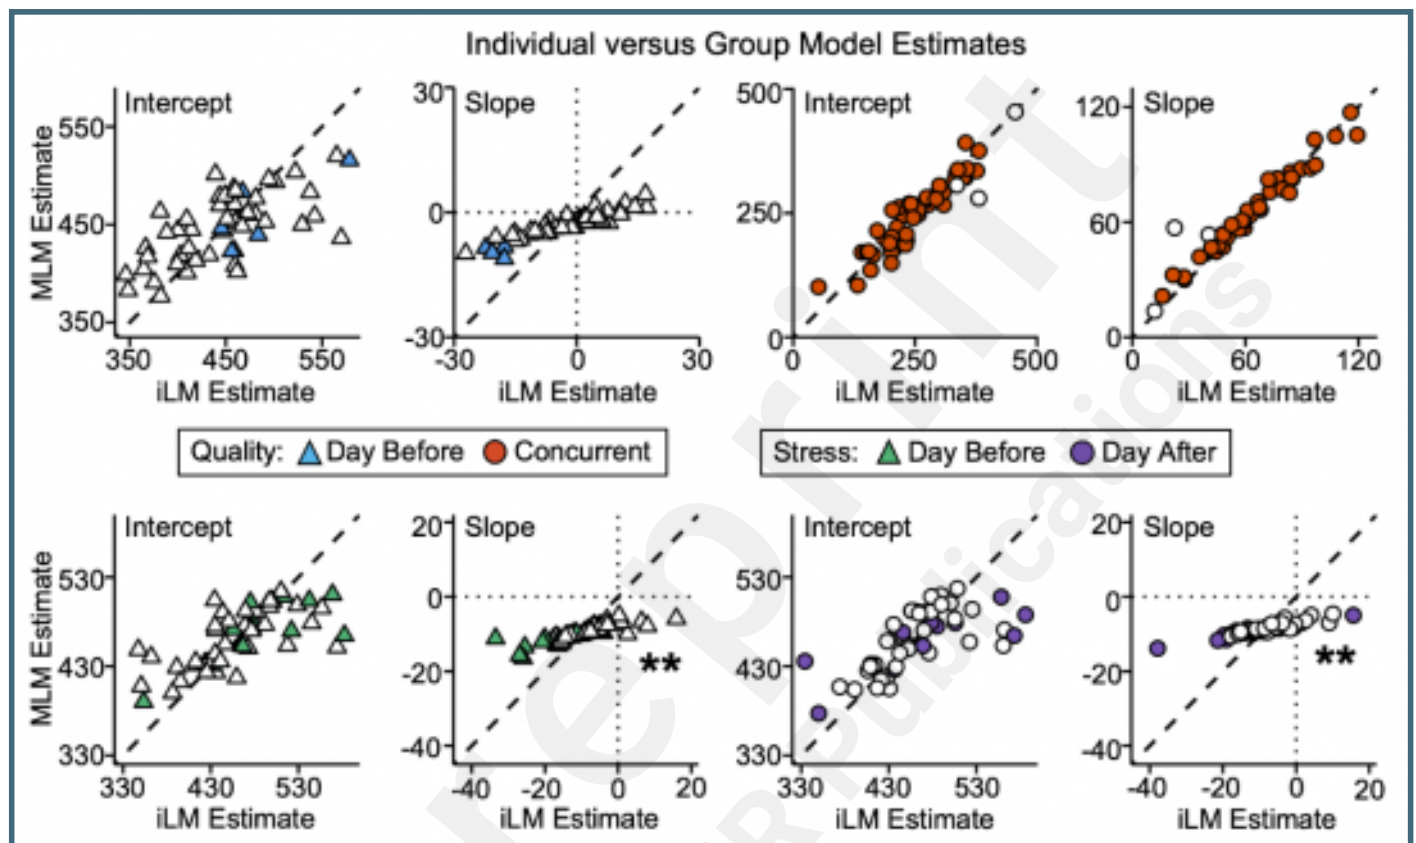 Individual versus Group Model Estimates
Intercept
MLM Estimate
550
450
350
350 450 550
iLM Estimate
Slope
30
0
-30
-30 0 30
iLM Estimate
Intercept
500
250
0
0 250 500
iLM Estimate
Slope
120
60
0
0 60 120
iLM Estimate
Quality: Day Before Concurrent
Stress: Day Before Day After
Intercept
MLM Estimate
530
430
330
330 430 530
iLM Estimate
Slope
20
0
-20
-40
-40 -20 0 20
**
iLM Estimate
Intercept
530
430
330
330 430 530
iLM Estimate
Slope
20
0
-20
-40
-40 -20 0 20
**
iLM Estimate
eprint
R Publications